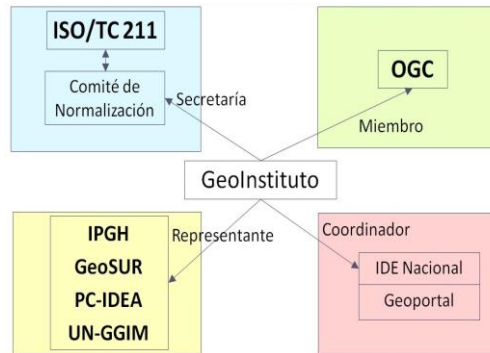 ISO/TC 211
Comité de
Normalización
Secretaría
OGC
Miembro
GeoInstituto
IPGH
GeoSUR
PC-IDEA
UN-GGIM
Representante
Coordinador
IDE Nacional
Geoportal